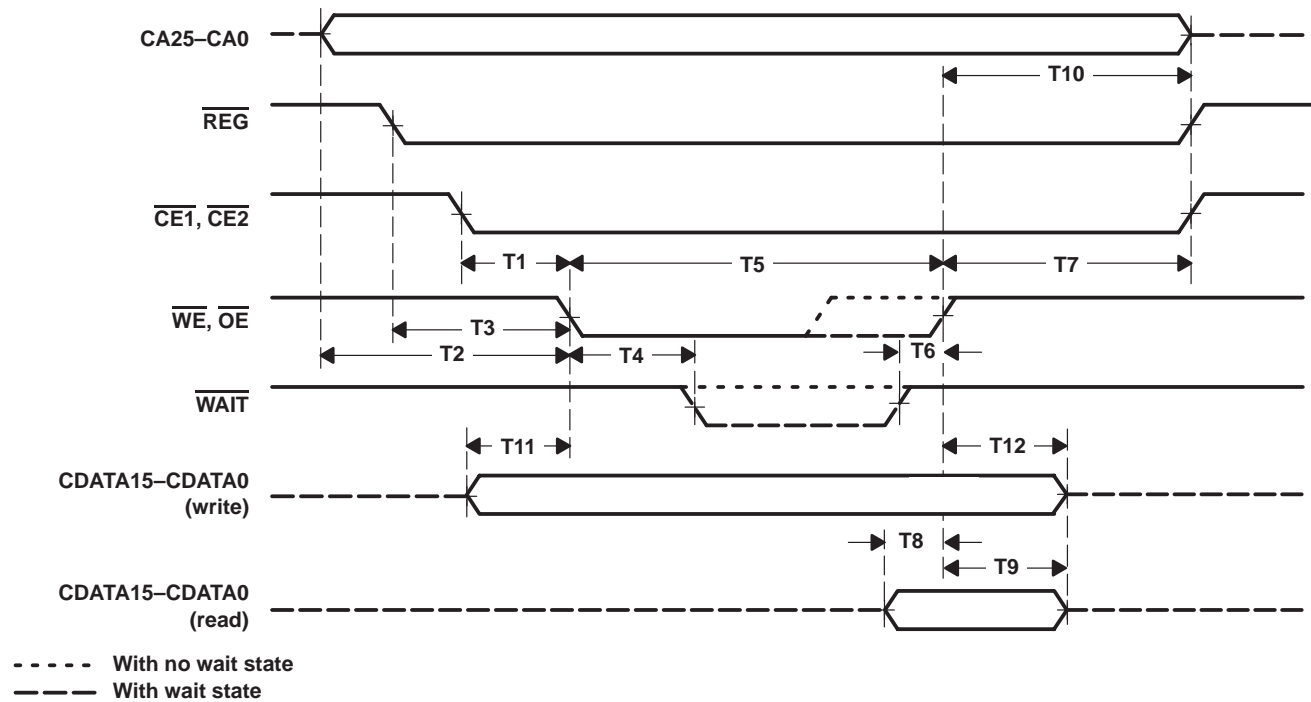 CA25–CA0
T10
REG
CE1, CE2
T1
T5
T7
WE, OE
T3
T2
T4
T6
WAIT
T11
T12
CDATA15–CDATA0
(write)
T8
T9
CDATA15–CDATA0
(read)
With no wait state
With wait state